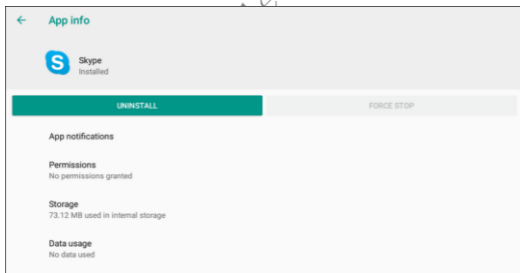 App info
S
Skype
Installed
UNINSTALL
FORCE STOP
App notifications
Permissions
No permissions granted
Storage
73.12 MB used in internal storage
Data usage
No data used